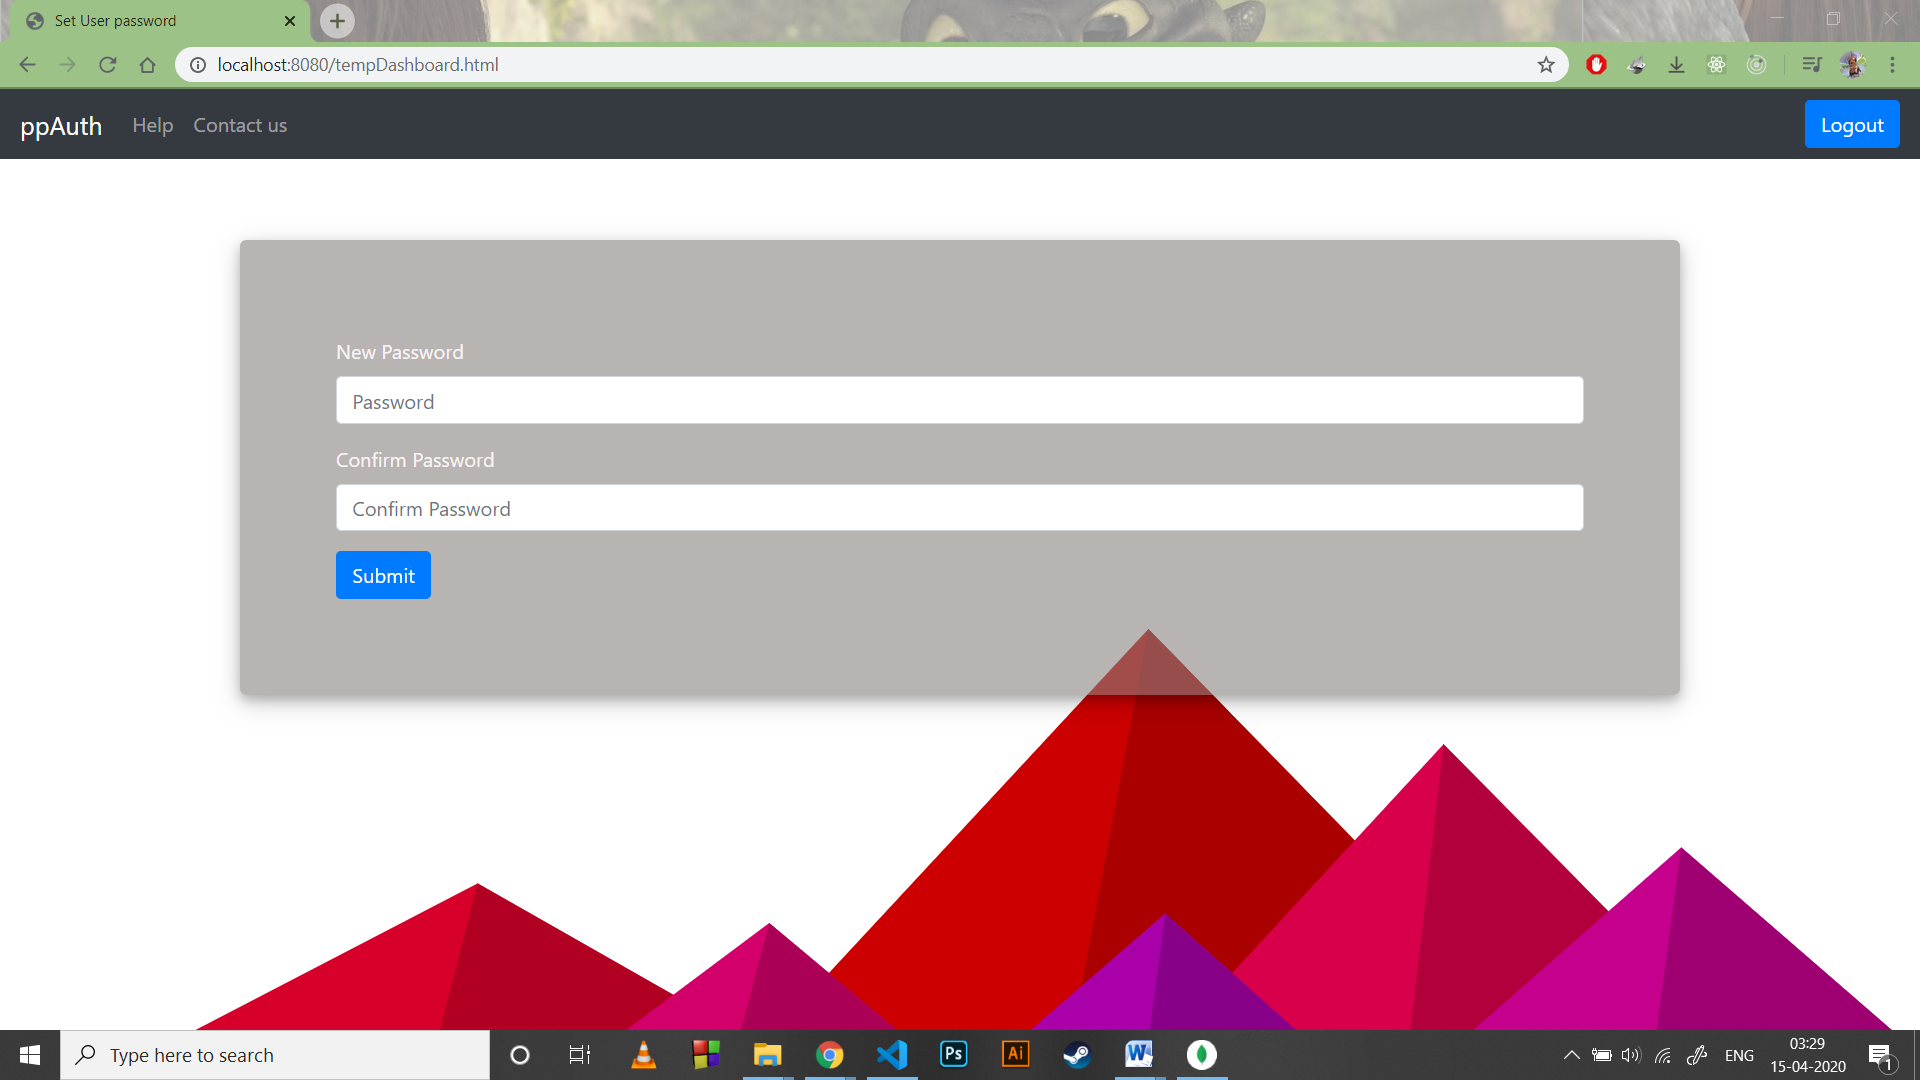 Set User password
localhost:8080/tempDashboard.html
ppAuth Help Contact us Logout
New Password
Password
Confirm Password
Confirm Password
Submit
Type here to search
Ps
Ai
W
ENG
03:29
15-04-2020
1